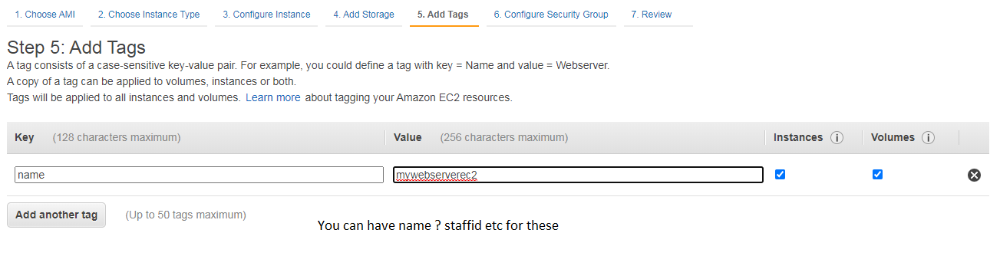 1. Choose AMI 2. Choose Instance Type 3. Configure Instance 4. Add Storage 5. Add Tags 6. Configure Security Group 7. Review
Step 5: Add Tags
A tag consists of a case-sensitive key-value pair. For example, you could define a tag with key = Name and value = Webserver.
A copy of a tag can be applied to volumes, instances or both.
Tags will be applied to all instances and volumes. Learn more about tagging your Amazon EC2 resources.
Key (128 characters maximum) Value (256 characters maximum) Instances i Volumes i
name mywebserverec2
Add another tag (Up to 50 tags maximum)
You can have name ? staffid etc for these